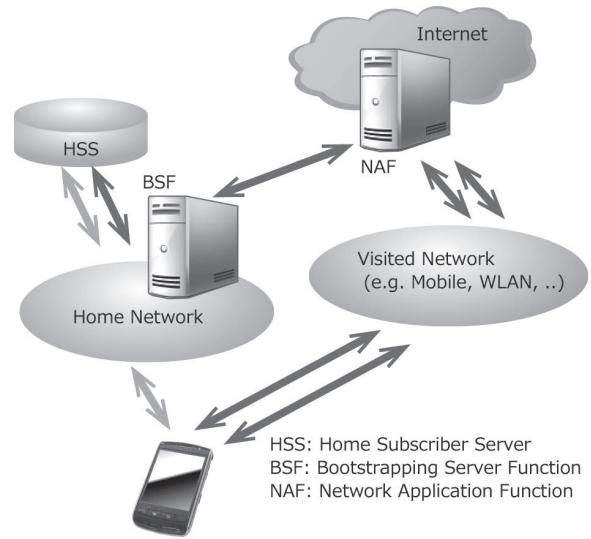 Internet
HSS
BSF
NAF
Visited Network
(e.g. Mobile, WLAN, ..)
Home Network
HSS: Home Subscriber Server
BSF: Bootstrapping Server Function
NAF: Network Application Function